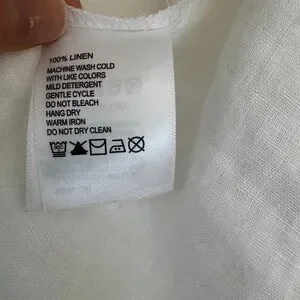 100% LINEN
MACHINE WASH COLD
WITH LIKE COLORS
MILD DETERGENT
GENTLE CYCLE
DO NOT BLEACH
HANG DRY
WARM IRON
DO NOT DRY CLEAN